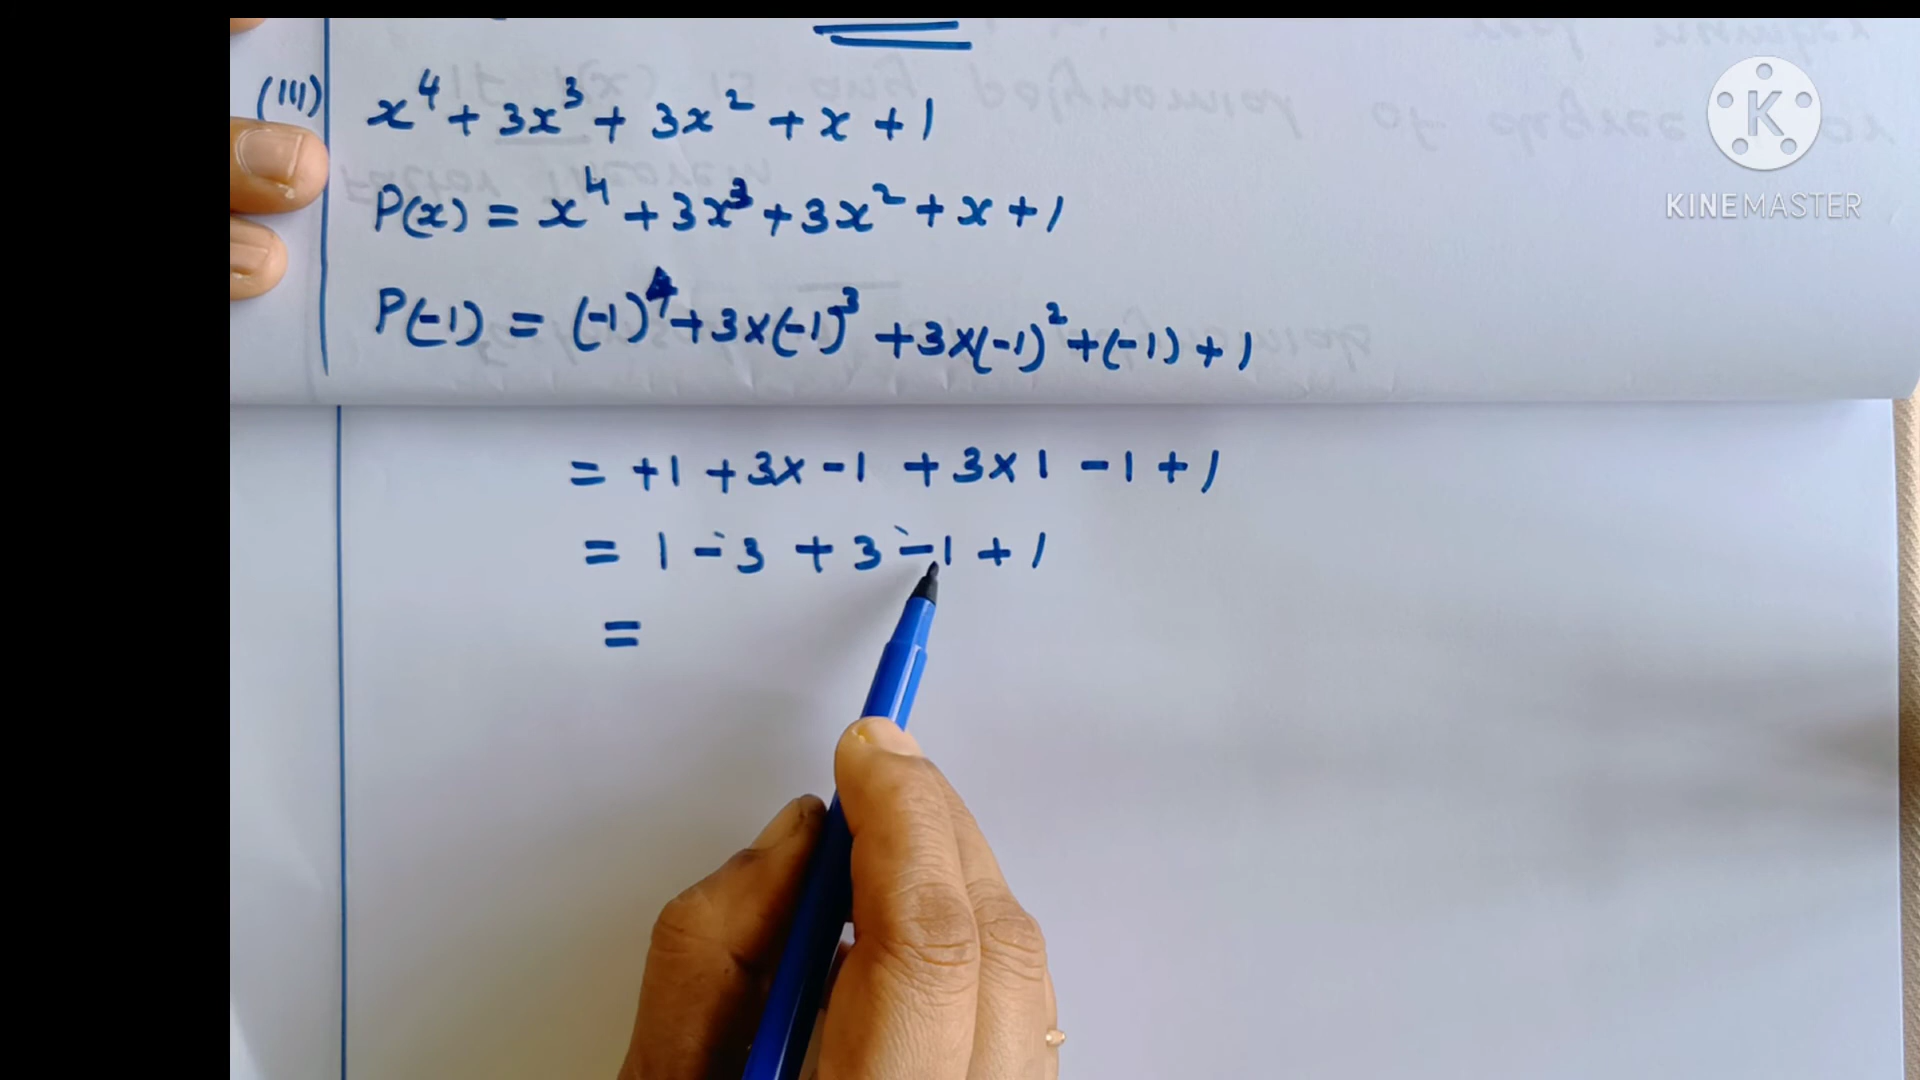 (III) x⁴ + 3x³ + 3x² + x + 1
P(x) = x⁴ + 3x³ + 3x² + x + 1
P(-1) = (-1)⁴ + 3×(-1)³ + 3×(-1)² + (-1) + 1
= +1 + 3× -1 + 3×1 - 1 + 1
= 1 - 3 + 3 - 1 + 1
=
K
KINEMASTER